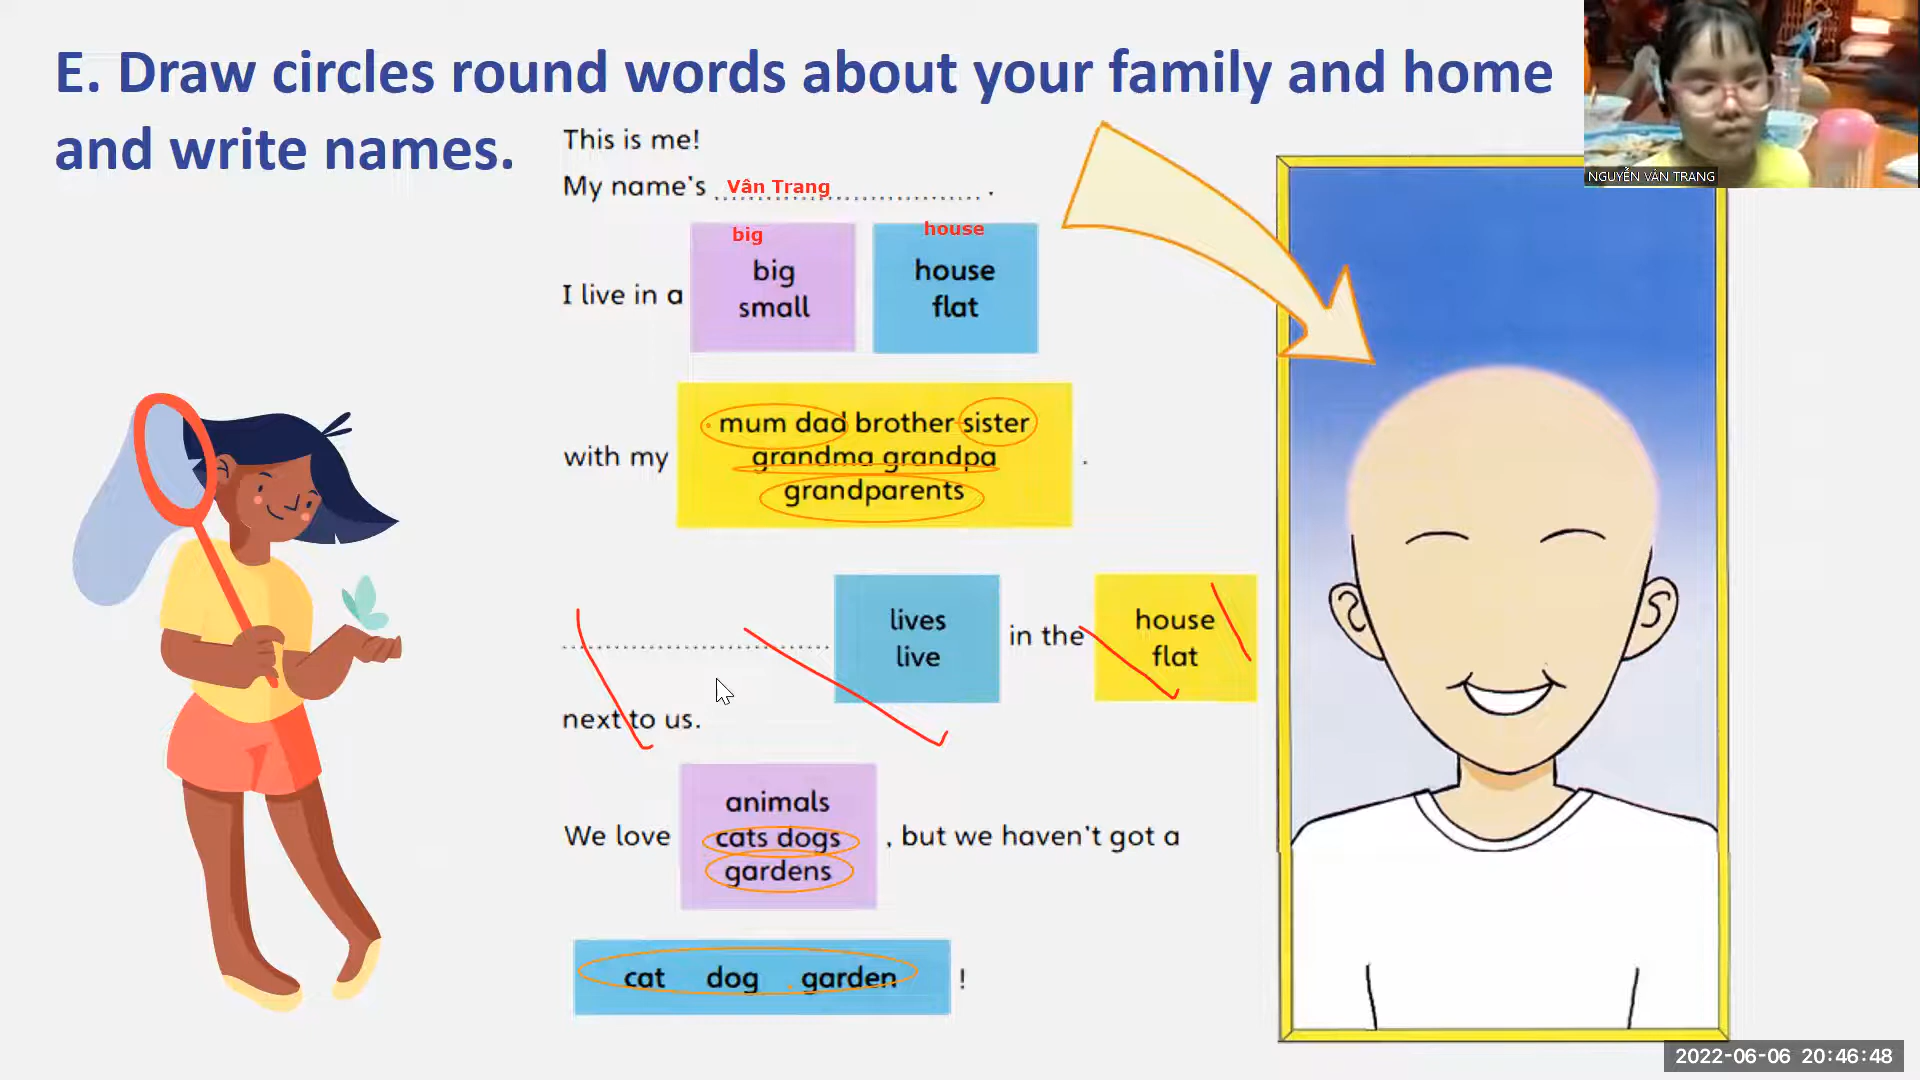 E. Draw circles round words about your family and home
and write names.
This is me!
My name's Vân Trang .
big
house
I live in a
big
small
house
flat
with my
mum dad brother sister
grandma grandpa
grandparents
.
lives
live
in the
house
flat
next to us.
We love
animals
cats dogs
gardens
, but we haven't got a
cat dog garden !
NGUYỄN VÂN TRANG
2022-06-06 20:46:48